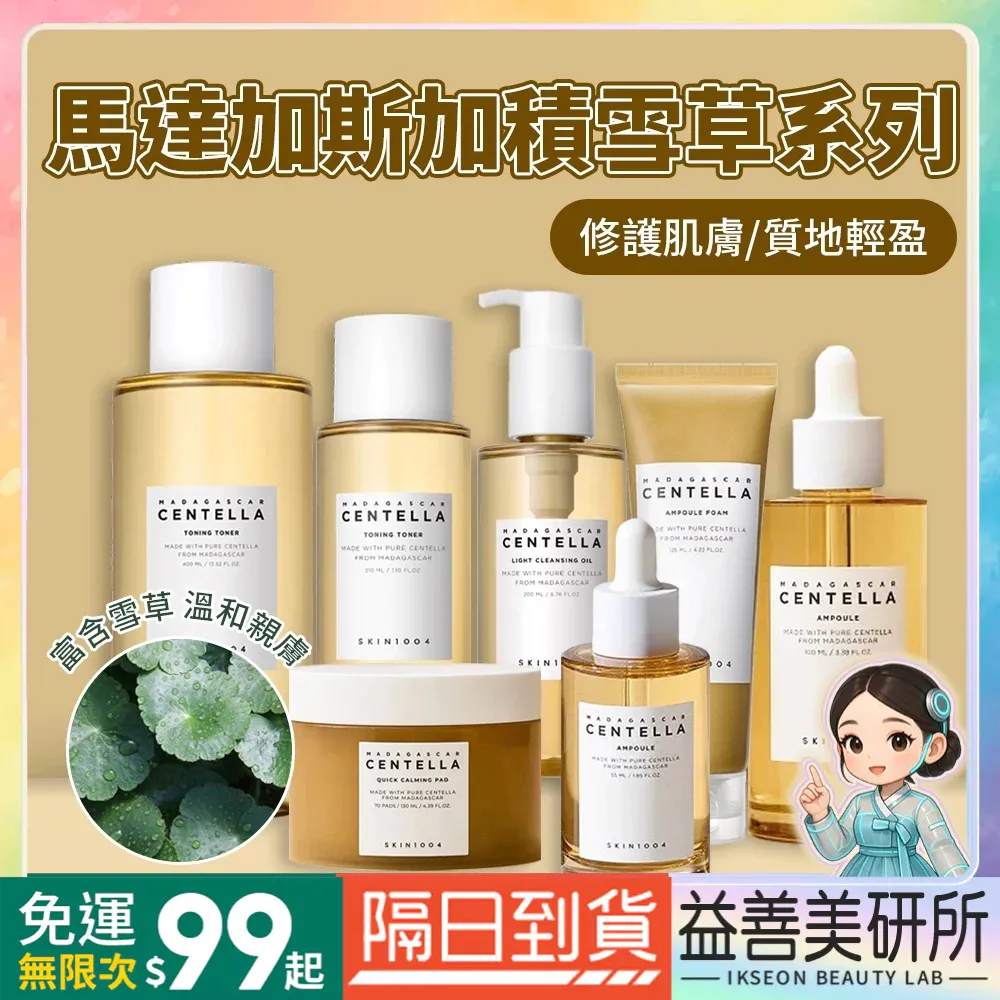 馬達加斯加積雪草系列
修護肌膚/質地輕盈
MADAGASCAR
CENTELLA
TONING TONER
MADE WITH PURE CENTELLA
FROM MADAGASCAR
400 ML / 13.52 FL.OZ.
MADAGASCAR
CENTELLA
TONING TONER
MADE WITH PURE CENTELLA
FROM MADAGASCAR
210 ML / 7.10 FL.OZ.
SKIN1004
MADAGASCAR
CENTELLA
LIGHT CLEANSING OIL
MADE WITH PURE CENTELLA
FROM MADAGASCAR
200 ML / 6.76 FL.OZ.
SKIN1004
MADAGASCAR
CENTELLA
AMPOULE FOAM
MADE WITH PURE CENTELLA
FROM MADAGASCAR
125 ML / 4.22 FL.OZ.
MADAGASCAR
CENTELLA
AMPOULE
MADE WITH PURE CENTELLA
FROM MADAGASCAR
100 ML / 3.38 FL.OZ.
富含雪草 溫和親膚
MADAGASCAR
CENTELLA
QUICK CALMING PAD
MADE WITH PURE CENTELLA
FROM MADAGASCAR
70 PADS / 130 ML / 4.39 FL.OZ.
SKIN1004
MADAGASCAR
CENTELLA
AMPOULE
MADE WITH PURE CENTELLA
FROM MADAGASCAR
55 ML / 1.85 FL.OZ.
SKIN1004
免運
無限次
$99起
隔日到貨
益善美研所
IKSEON BEAUTY LAB